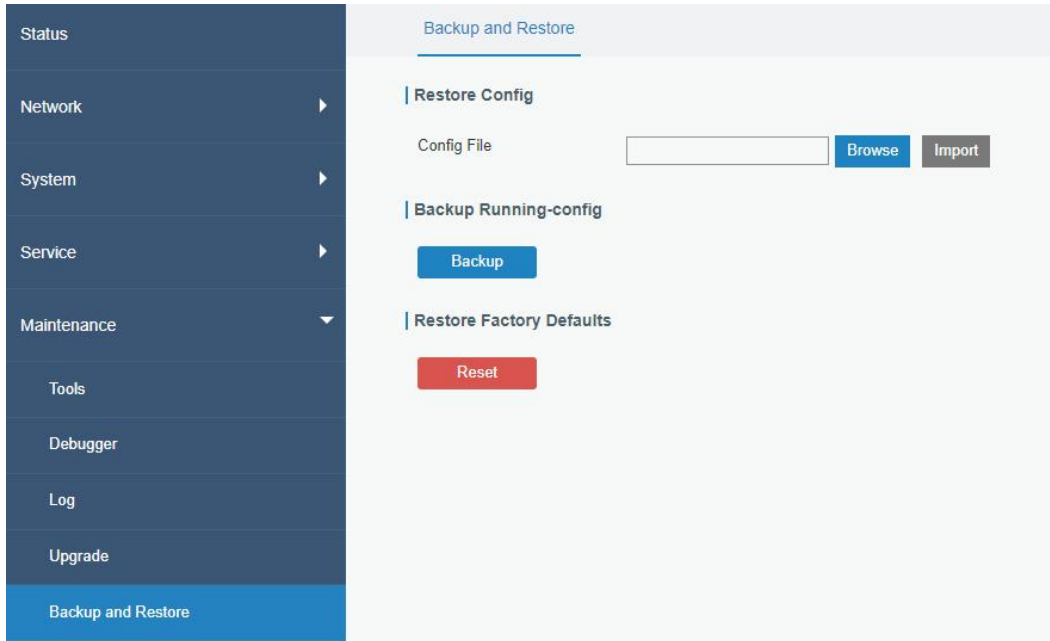 Status
Network
System
Service
Maintenance
Tools
Debugger
Log
Upgrade
Backup and Restore
Backup and Restore
Restore Config
Config File Browse Import
Backup Running-config
Backup
Restore Factory Defaults
Reset